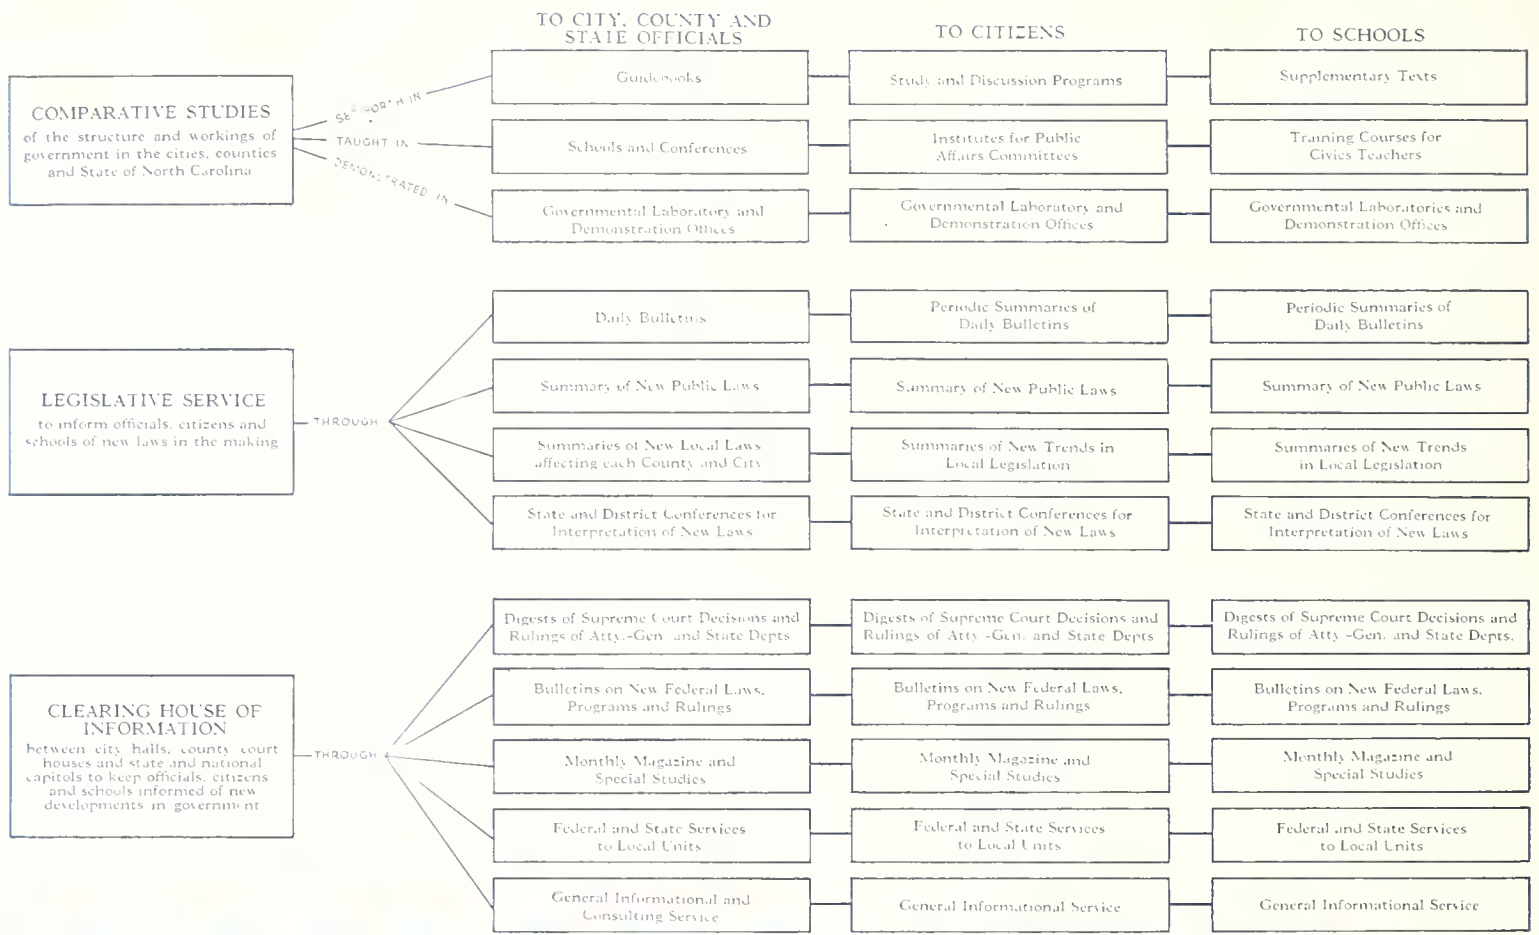 TO CITY, COUNTY AND
STATE OFFICIALS
TO CITIZENS
TO SCHOOLS
COMPARATIVE STUDIES
of the structure and workings of
government in the cities, counties
and State of North Carolina
SET FORTH IN
Guidebooks
Study and Discussion Programs
Supplementary Texts
TAUGHT IN
Schools and Conferences
Institutes for Public
Affairs Committees
Training Courses for
Civics Teachers
DEMONSTRATED IN
Governmental Laboratory and
Demonstration Offices
Governmental Laboratory and
Demonstration Offices
Governmental Laboratories and
Demonstration Offices
LEGISLATIVE SERVICE
to inform officials, citizens and
schools of new laws in the making
THROUGH
Daily Bulletins
Periodic Summaries of
Daily Bulletins
Periodic Summaries of
Daily Bulletins
Summary of New Public Laws
Summary of New Public Laws
Summary of New Public Laws
Summaries of New Local Laws
affecting each County and City
Summaries of New Trends in
Local Legislation
Summaries of New Trends
in Local Legislation
State and District Conferences for
Interpretation of New Laws
State and District Conferences for
Interpretation of New Laws
State and District Conferences for
Interpretation of New Laws
CLEARING HOUSE OF
INFORMATION
between city halls, county court
houses and state and national
capitols to keep officials, citizens
and schools informed of new
developments in government
THROUGH
Digests of Supreme Court Decisions and
Rulings of Atty.-Gen. and State Depts
Digests of Supreme Court Decisions and
Rulings of Atty.-Gen. and State Depts
Digests of Supreme Court Decisions and
Rulings of Atty.-Gen. and State Depts.
Bulletins on New Federal Laws,
Programs and Rulings
Bulletins on New Federal Laws,
Programs and Rulings
Bulletins on New Federal Laws,
Programs and Rulings
Monthly Magazine and
Special Studies
Monthly Magazine and
Special Studies
Monthly Magazine and
Special Studies
Federal and State Services
to Local Units
Federal and State Services
to Local Units
Federal and State Services
to Local Units
General Informational and
Consulting Service
General Informational Service
General Informational Service